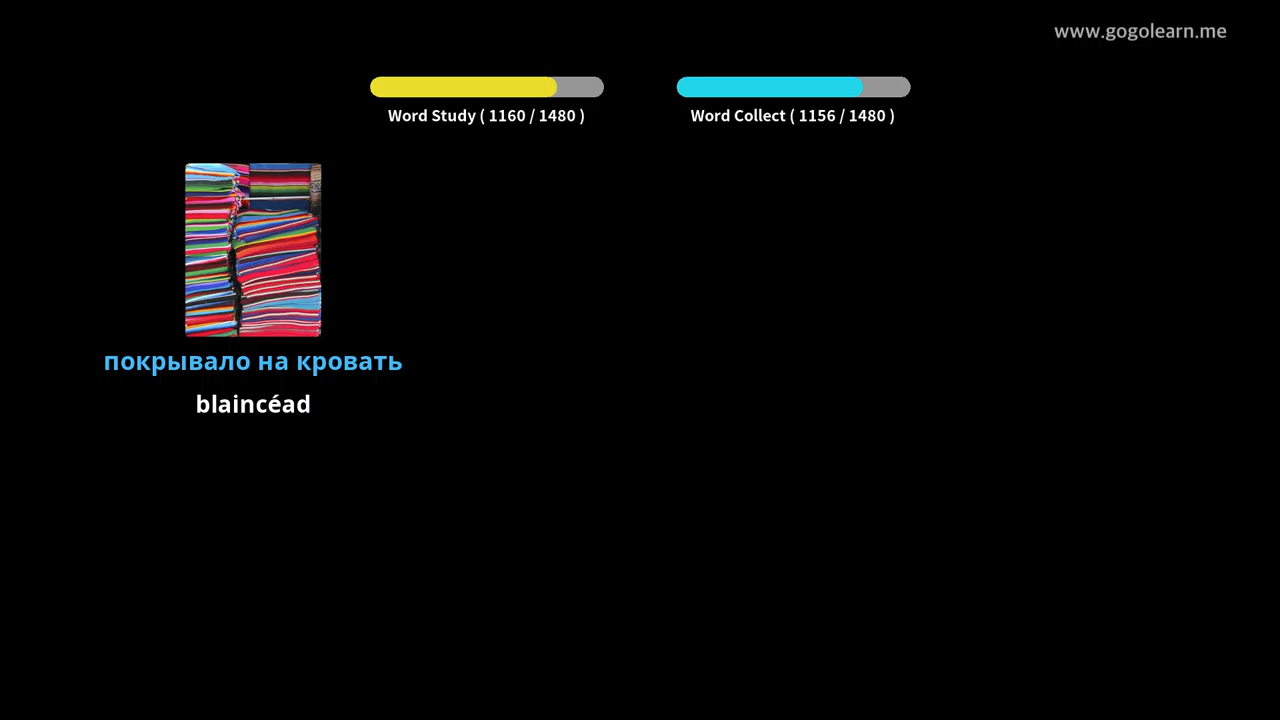 www.gogolearn.me
Word Study ( 1160 / 1480 )
Word Collect ( 1156 / 1480 )
покрывало на кровать
blaincéad